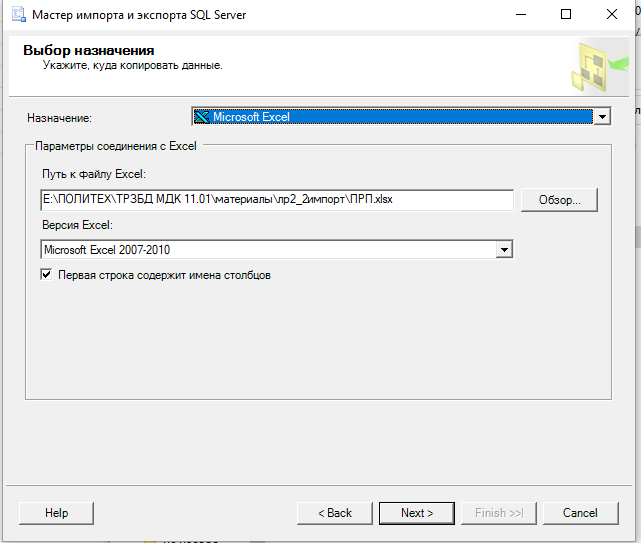 Мастер импорта и экспорта SQL Server
Выбор назначения
Укажите, куда копировать данные.
Назначение:
Microsoft Excel
Параметры соединения с Excel
Путь к файлу Excel:
E:\ПОЛИТЕХ\ТРЗБД МДК 11.01\материалы\пр2_2импорт\ПРП.xlsx
Обзор...
Версия Excel:
Microsoft Excel 2007-2010
Первая строка содержит имена столбцов
Help
< Back
Next >
Finish >>|
Cancel